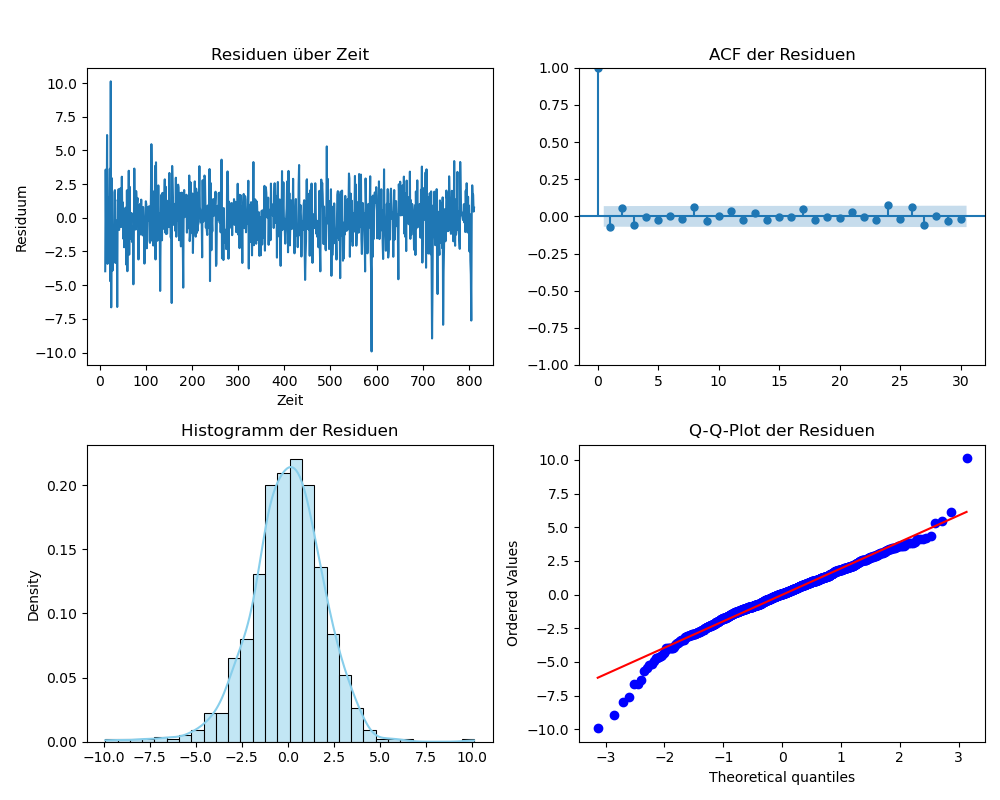 Residuen über Zeit
10.0
7.5
5.0
2.5
0.0
−2.5
−5.0
−7.5
−10.0
Residuum
0 100 200 300 400 500 600 700 800
Zeit
ACF der Residuen
1.00
0.75
0.50
0.25
0.00
−0.25
−0.50
−0.75
−1.00
0 5 10 15 20 25 30
Histogramm der Residuen
0.20
0.15
0.10
0.05
0.00
Density
−10.0 −7.5 −5.0 −2.5 0.0 2.5 5.0 7.5 10.0
Q-Q-Plot der Residuen
10.0
7.5
5.0
2.5
0.0
−2.5
−5.0
−7.5
−10.0
Ordered Values
−3 −2 −1 0 1 2 3
Theoretical quantiles